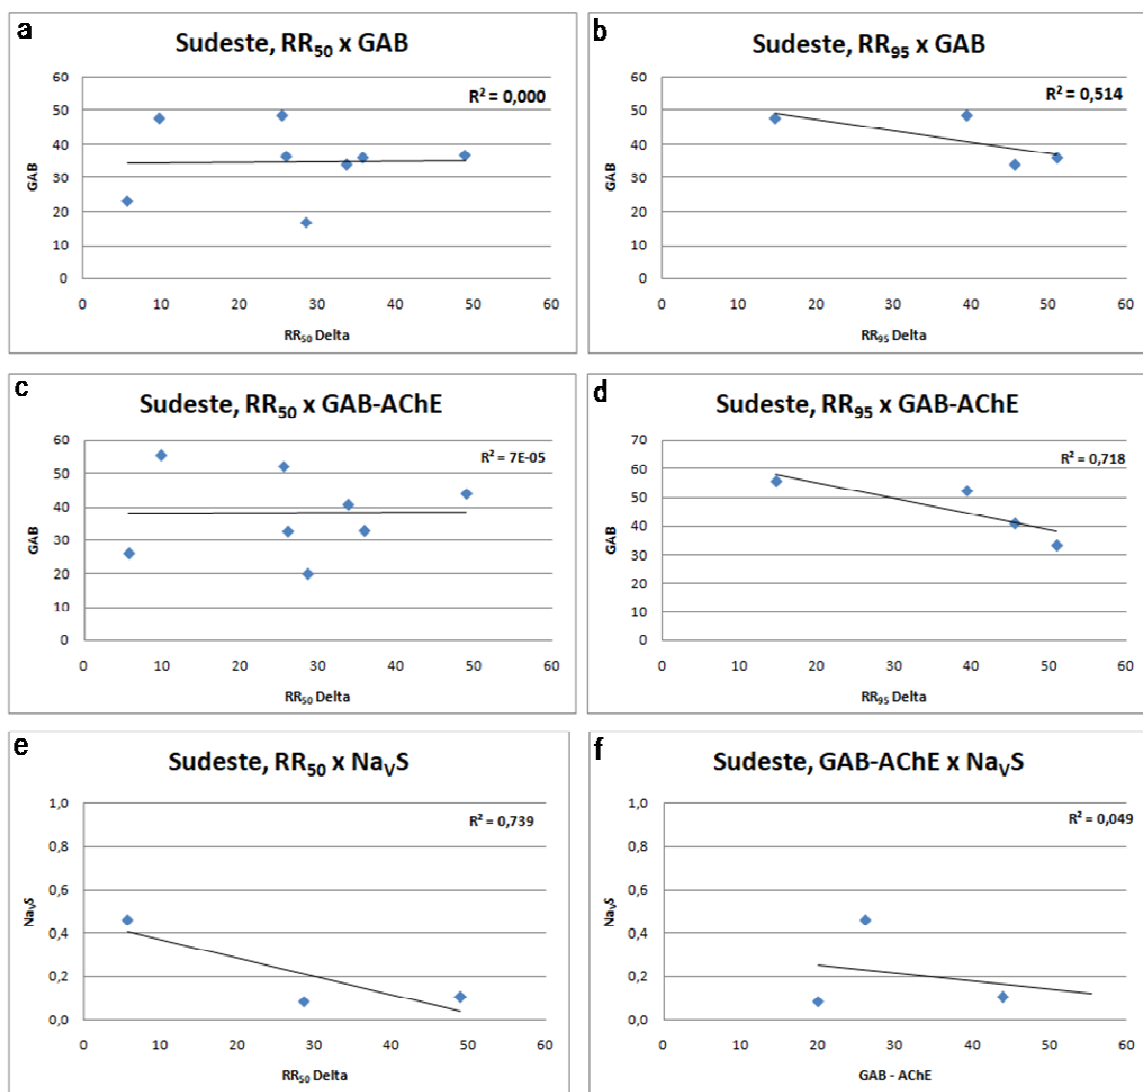 a
Sudeste, RR50 x GAB
R² = 0,000
60
50
40
30
20
10
0
GAB
0 10 20 30 40 50 60
RR50 Delta
b
Sudeste, RR95 x GAB
R² = 0,514
60
50
40
30
20
10
0
GAB
0 10 20 30 40 50 60
RR95 Delta
c
Sudeste, RR50 x GAB-AChE
R² = 7E-05
60
50
40
30
20
10
0
GAB
0 10 20 30 40 50 60
RR50 Delta
d
Sudeste, RR95 x GAB-AChE
R² = 0,718
70
60
50
40
30
20
10
0
GAB
0 10 20 30 40 50 60
RR95 Delta
e
Sudeste, RR50 x NaVS
R² = 0,739
1,0
0,8
0,6
0,4
0,2
0,0
NaVS
0 10 20 30 40 50 60
RR50 Delta
f
Sudeste, GAB-AChE x NaVS
R² = 0,049
1,0
0,8
0,6
0,4
0,2
0,0
NaVS
0 10 20 30 40 50 60
GAB - AChE